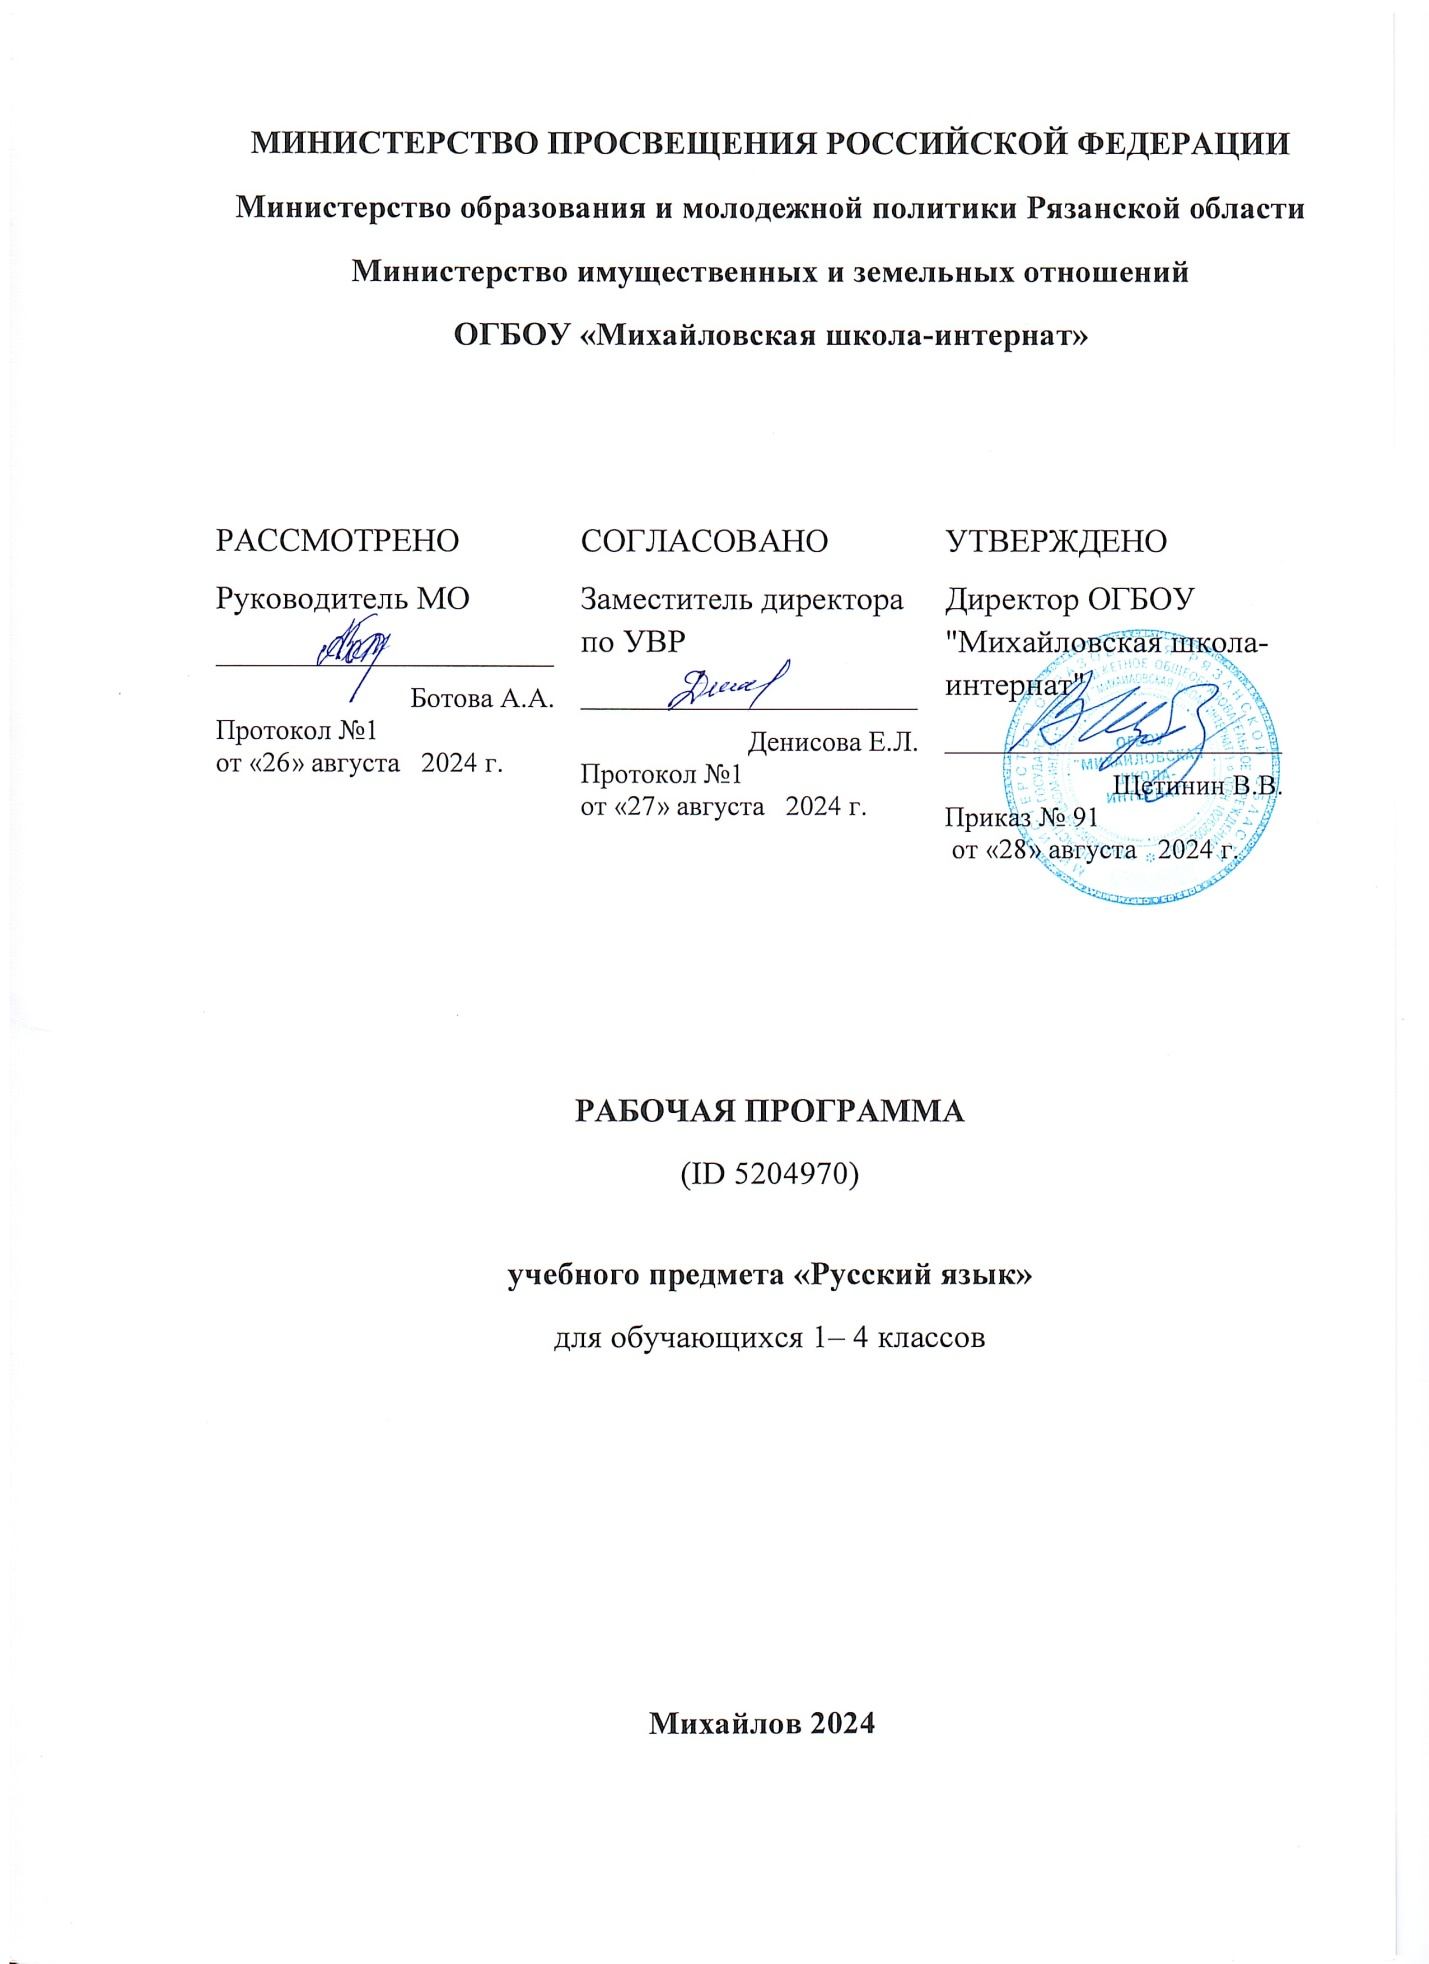 МИНИСТЕРСТВО ПРОСВЕЩЕНИЯ РОССИЙСКОЙ ФЕДЕРАЦИИ
Министерство образования и молодежной политики Рязанской области
Министерство имущественных и земельных отношений
ОГБОУ «Михайловская школа-интернат»
РАССМОТРЕНО
Руководитель МО
Ботова А.А.
Протокол №1
от «26» августа 2024 г.
СОГЛАСОВАНО
Заместитель директора
по УВР
Денисова Е.Л.
Протокол №1
от «27» августа 2024 г.
УТВЕРЖДЕНО
Директор ОГБОУ
"Михайловская школа-
интернат"
Щетинин В.В.
Приказ № 91
от «28» августа 2024 г.
ОГБОУ
"МИХАЙЛОВСКАЯ
ШКОЛА-
РАБОЧАЯ ПРОГРАММА
(ID 5204970)
учебного предмета «Русский язык»
для обучающихся 1– 4 классов
Михайлов 2024